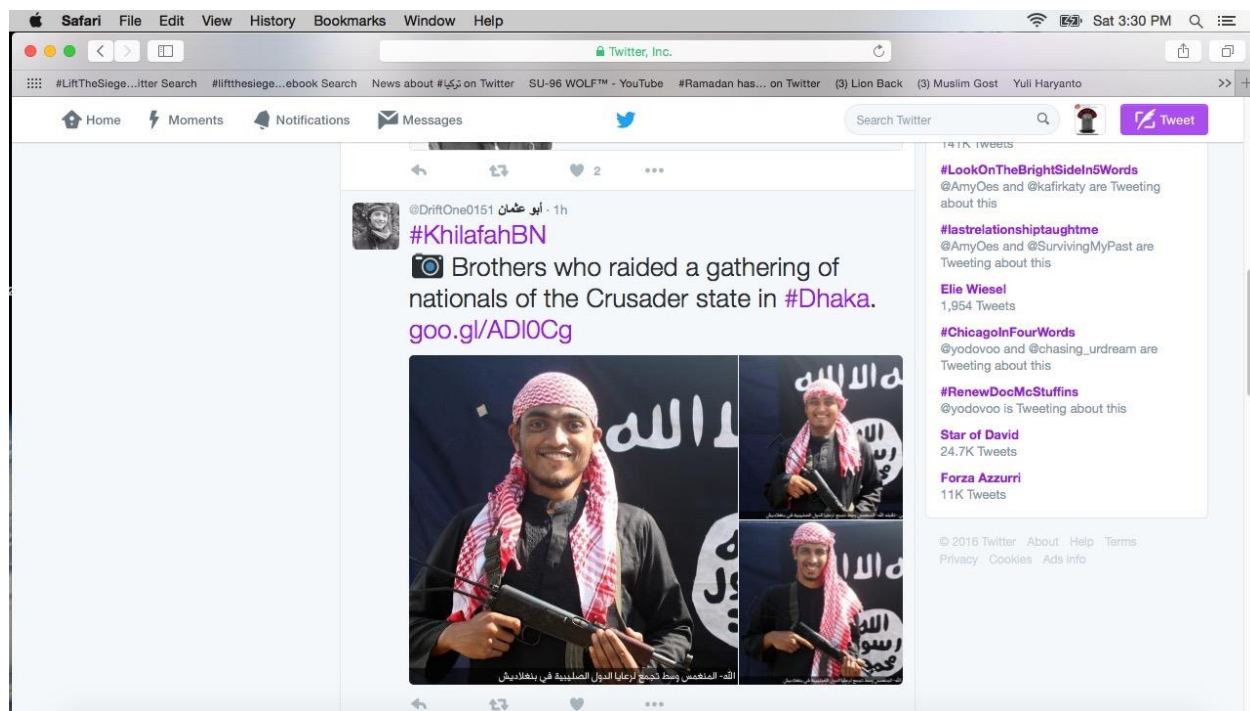 Safari File Edit View History Bookmarks Window Help Sat 3:30 PM
Twitter, Inc.
#LiftTheSiege...itter Search #liftthesiege...ebook Search News about #تركيا on Twitter SU-96 WOLF™ - YouTube #Ramadan has... on Twitter (3) Lion Back (3) Muslim Gost Yuli Haryanto >> +
Home Moments Notifications Messages Search Twitter Tweet
2
@DriftOne0151 أبو عثمان · 1h
#KhilafahBN
Brothers who raided a gathering of
nationals of the Crusader state in #Dhaka.
goo.gl/ADI0Cg
الله
الله
رسول
محمد
الله- المنغمس وسط تجمع لرعايا الدول الصليبية في بنغلاديش
141K Tweets
#LookOnTheBrightSideIn5Words
@AmyOes and @kafirkaty are Tweeting
about this
#lastrelationshiptaughtme
@AmyOes and @SurvivingMyPast are
Tweeting about this
Elie Wiesel
1,954 Tweets
#ChicagoInFourWords
@yodovoo and @chasing_urdream are
Tweeting about this
#RenewDocMcStuffins
@yodovoo is Tweeting about this
Star of David
24.7K Tweets
Forza Azzurri
11K Tweets
© 2016 Twitter About Help Terms
Privacy Cookies Ads info